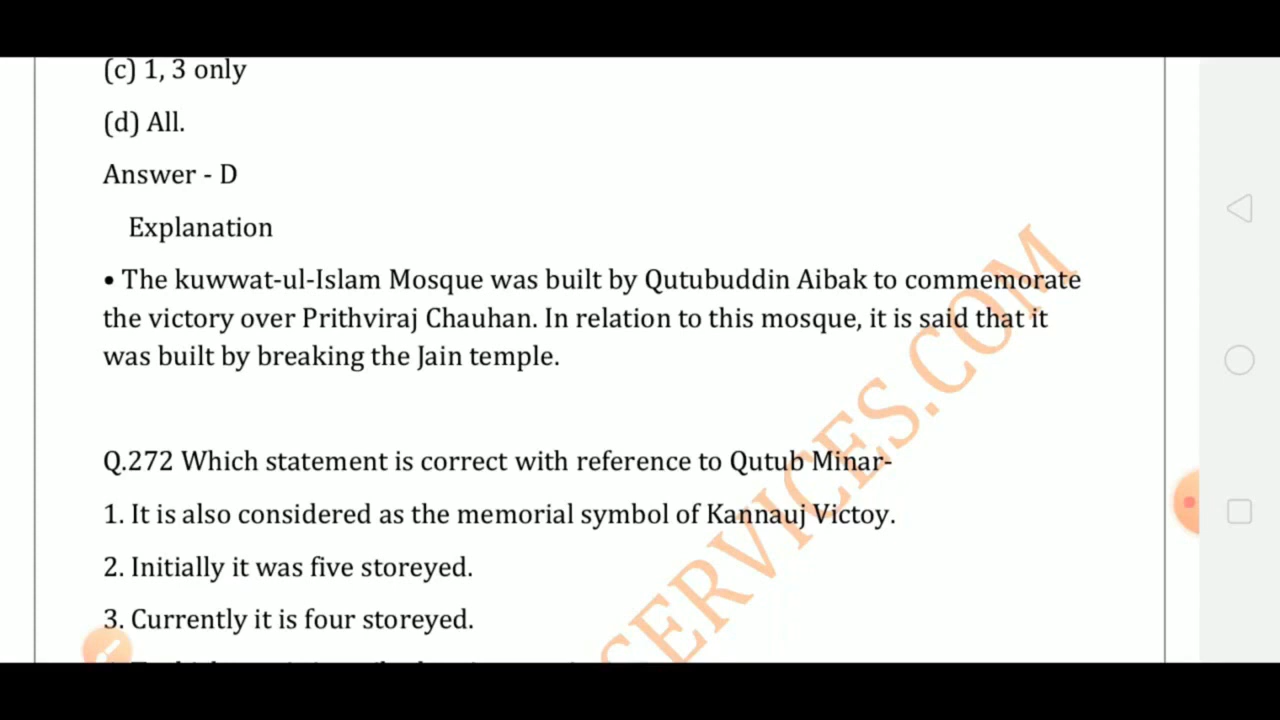 (c) 1, 3 only
(d) All.
Answer - D
Explanation
• The kuwwat-ul-Islam Mosque was built by Qutubuddin Aibak to commemorate
the victory over Prithviraj Chauhan. In relation to this mosque, it is said that it
was built by breaking the Jain temple.
Q.272 Which statement is correct with reference to Qutub Minar-
1. It is also considered as the memorial symbol of Kannauj Victoy.
2. Initially it was five storeyed.
3. Currently it is four storeyed.
SERVICES.COM